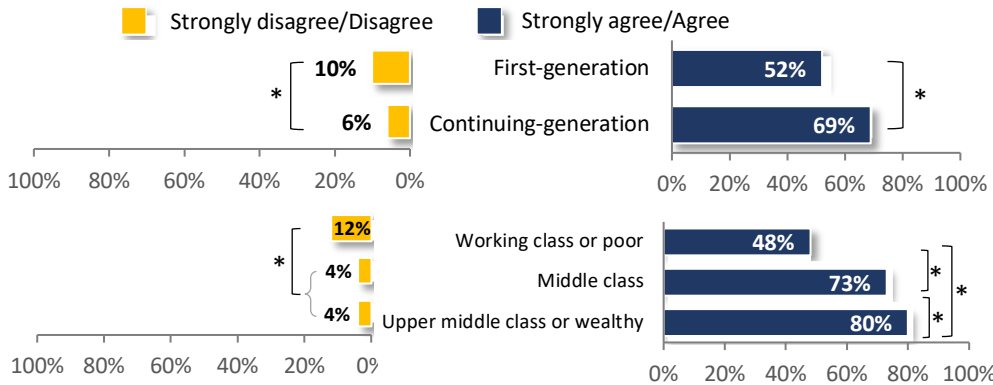 Strongly disagree/Disagree Strongly agree/Agree
10% First-generation 52%
* *
6% Continuing-generation 69%
100% 80% 60% 40% 20% 0% 0% 20% 40% 60% 80% 100%
12% Working class or poor 48%
* 4% Middle class 73% * *
4% Upper middle class or wealthy 80% *
100% 80% 60% 40% 20% 0% 0% 20% 40% 60% 80% 100%